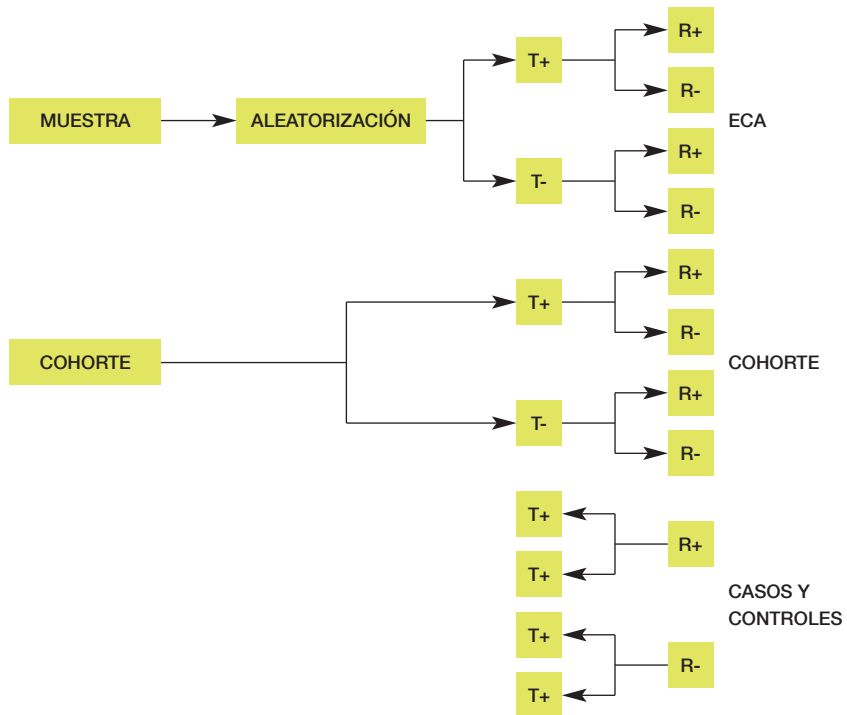 R+
T+
R-
MUESTRA
ALEATORIZACIÓN
ECA
R+
T-
R-
R+
T+
R-
COHORTE
COHORTE
R+
T-
R-
T+
R+
T+
CASOS Y
CONTROLES
T+
R-
T+